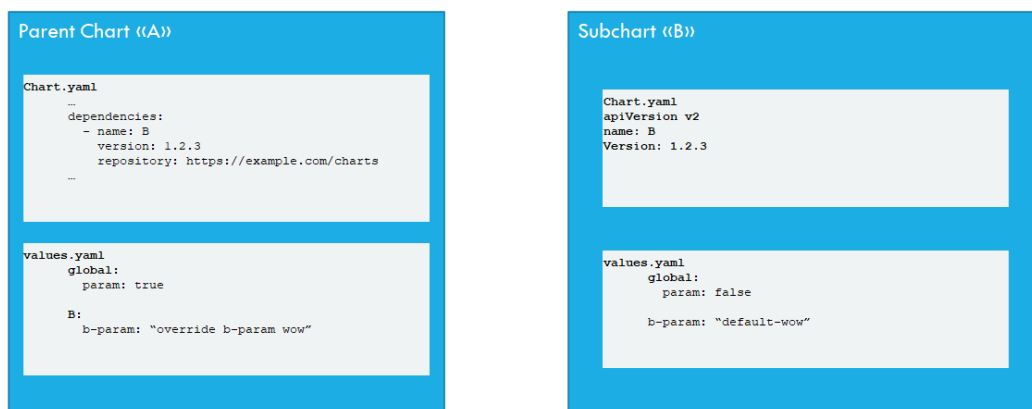 Parent Chart «A»
Chart.yaml
…
dependencies:
- name: B
version: 1.2.3
repository: https://example.com/charts
…
values.yaml
global:
param: true
B:
b-param: “override b-param wow”
Subchart «B»
Chart.yaml
apiVersion v2
name: B
Version: 1.2.3
values.yaml
global:
param: false
b-param: “default-wow”